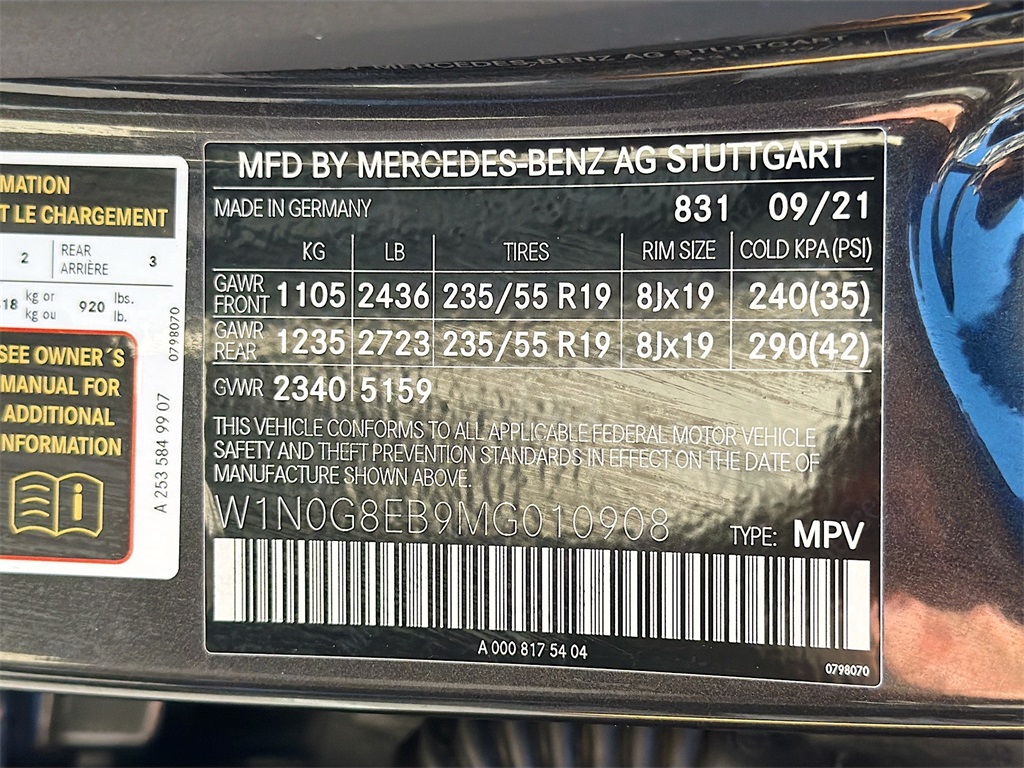 MFD BY MERCEDES-BENZ AG STUTTGART
MADE IN GERMANY 831 09/21
KG LB TIRES RIM SIZE COLD KPA(PSI)
GAWR FRONT 1105 2436 235/55 R19 8Jx19 240(35)
GAWR REAR 1235 2723 235/55 R19 8Jx19 290(42)
GVWR 2340 5159
THIS VEHICLE CONFORMS TO ALL APPLICABLE FEDERAL MOTOR VEHICLE
SAFETY AND THEFT PREVENTION STANDARDS IN EFFECT ON THE DATE OF
MANUFACTURE SHOWN ABOVE.
W1N0G8EB9MG010908 TYPE: MPV
A 000 817 54 04
0798070
MATION
T LE CHARGEMENT
2 REAR ARRIÈRE 3
18 kg or kg ou 920 lbs. lb.
SEE OWNER´S
MANUAL FOR
ADDITIONAL
INFORMATION
A 253 584 99 07
0798070
MERCEDES-BENZ AG STUTTGART